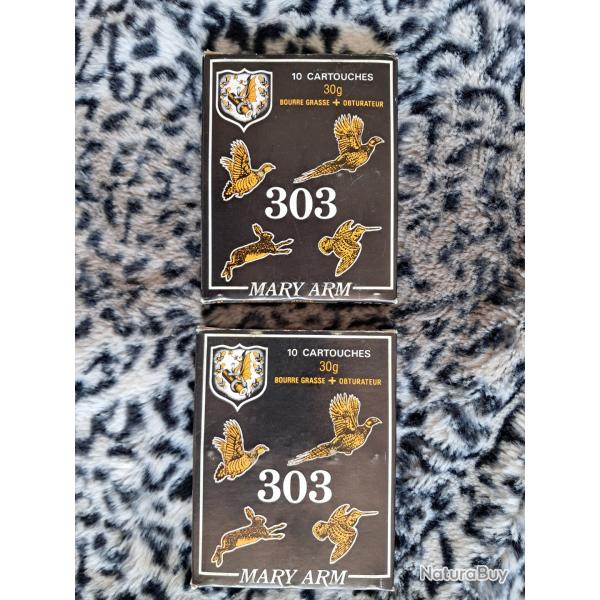 10 CARTOUCHES
30g
BOURRE GRASSE + OBTURATEUR
303
MARY ARM
10 CARTOUCHES
30g
BOURRE GRASSE + OBTURATEUR
303
MARY ARM
NaturaBuy